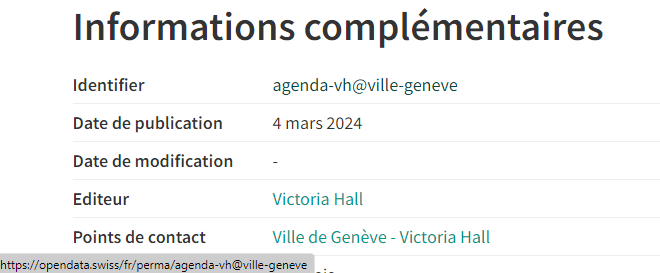 Informations complémentaires
Identifier agenda-vh@ville-geneve
Date de publication 4 mars 2024
Date de modification -
Editeur Victoria Hall
Points de contact Ville de Genève - Victoria Hall
https://opendata.swiss/fr/perma/agenda-vh@ville-geneve